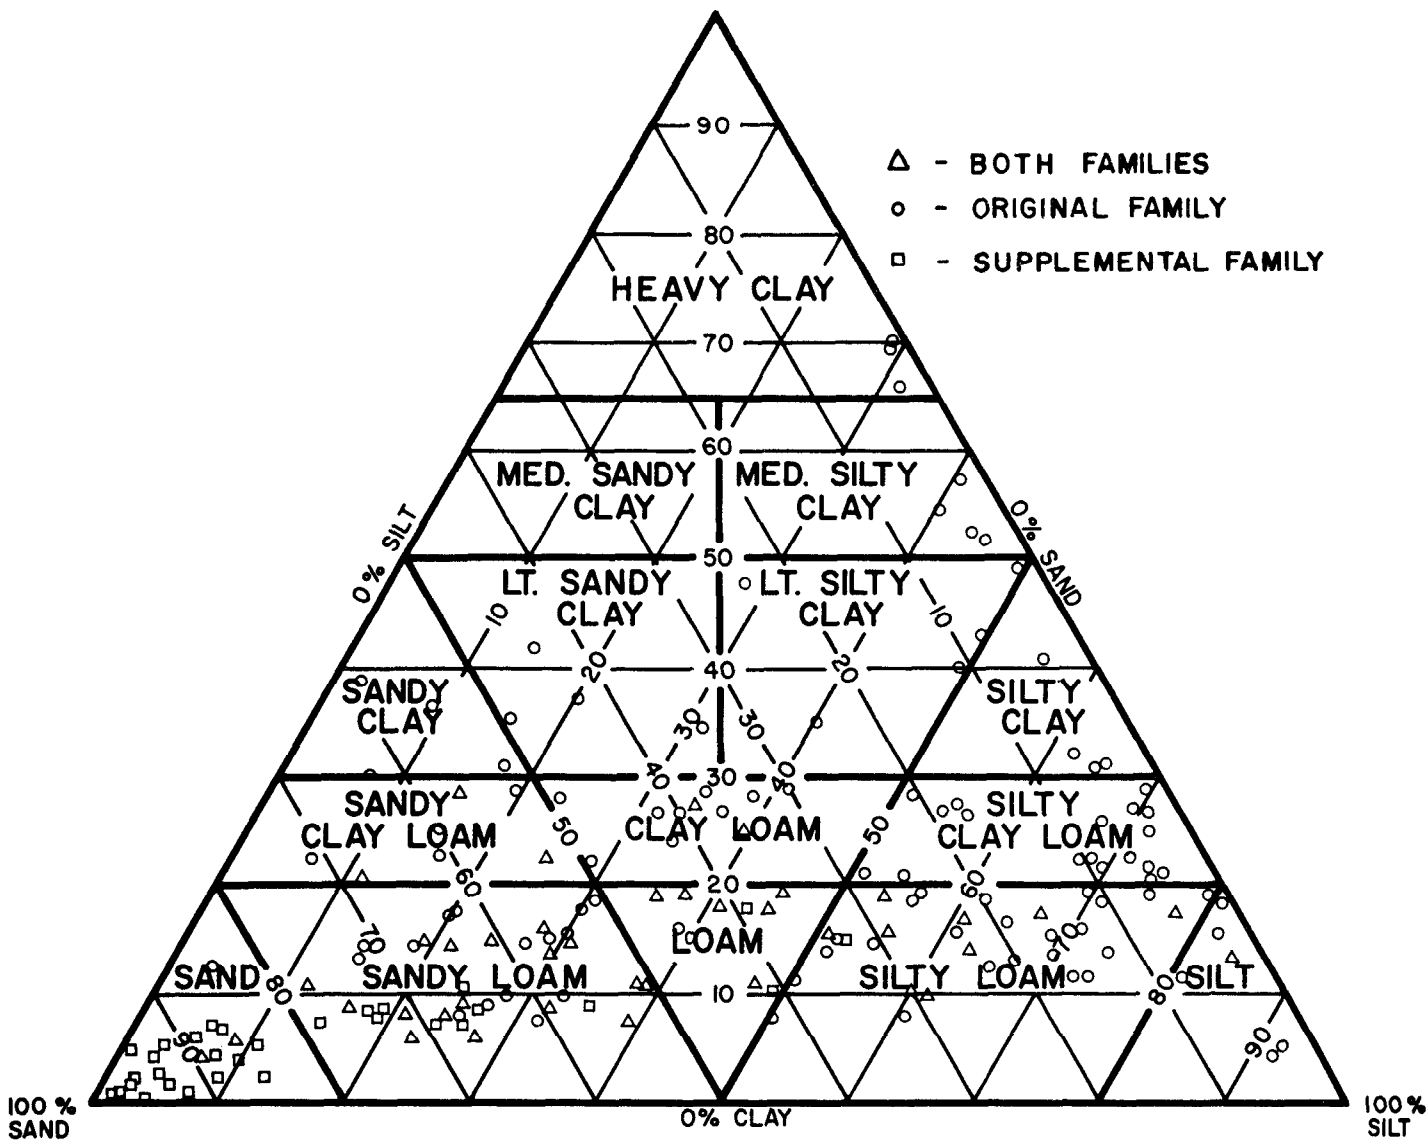 90
△ - BOTH FAMILIES
○ - ORIGINAL FAMILY
80
□ - SUPPLEMENTAL FAMILY
HEAVY CLAY
70
60
MED. SANDY CLAY
MED. SILTY CLAY
0% SILT
0% SAND
50
LT. SANDY CLAY
LT. SILTY CLAY
10
10
20
40
20
SANDY CLAY
SILTY CLAY
30
30
40
30
40
SANDY CLAY LOAM
CLAY LOAM
SILTY CLAY LOAM
50
50
60
20
60
70
LOAM
70
SAND
80
SANDY LOAM
10
SILTY LOAM
80
SILT
90
90
100 % SAND
0% CLAY
100 % SILT